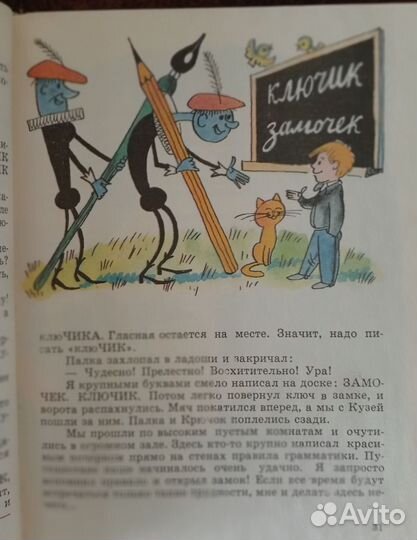 ключик
замочек
клюЧИКА. Гласная остается на месте. Значит, надо пи-
сать «клюЧИК».
Палка захлопал в ладоши и закричал:
— Чудесно! Прелестно! Восхитительно! Ура!
Я крупными буквами смело написал на доске: ЗАМО-
ЧЕК. КЛЮЧИК. Потом легко повернул ключ в замке, и
ворота распахнулись. Мяч покатился вперед, а мы с Кузей
пошли за ним. Палка и Крючок поплелись сзади.
Мы прошли по высоким пустым комнатам и очути-
лись в огромном зале. Здесь кто-то крупно написал краси-
прямо на стенах правила грамматики. Пу-
начиналось очень удачно. Я запросто
и открыл замок! Если все время будут
трудности, мне и делать здесь не-
31
Avito